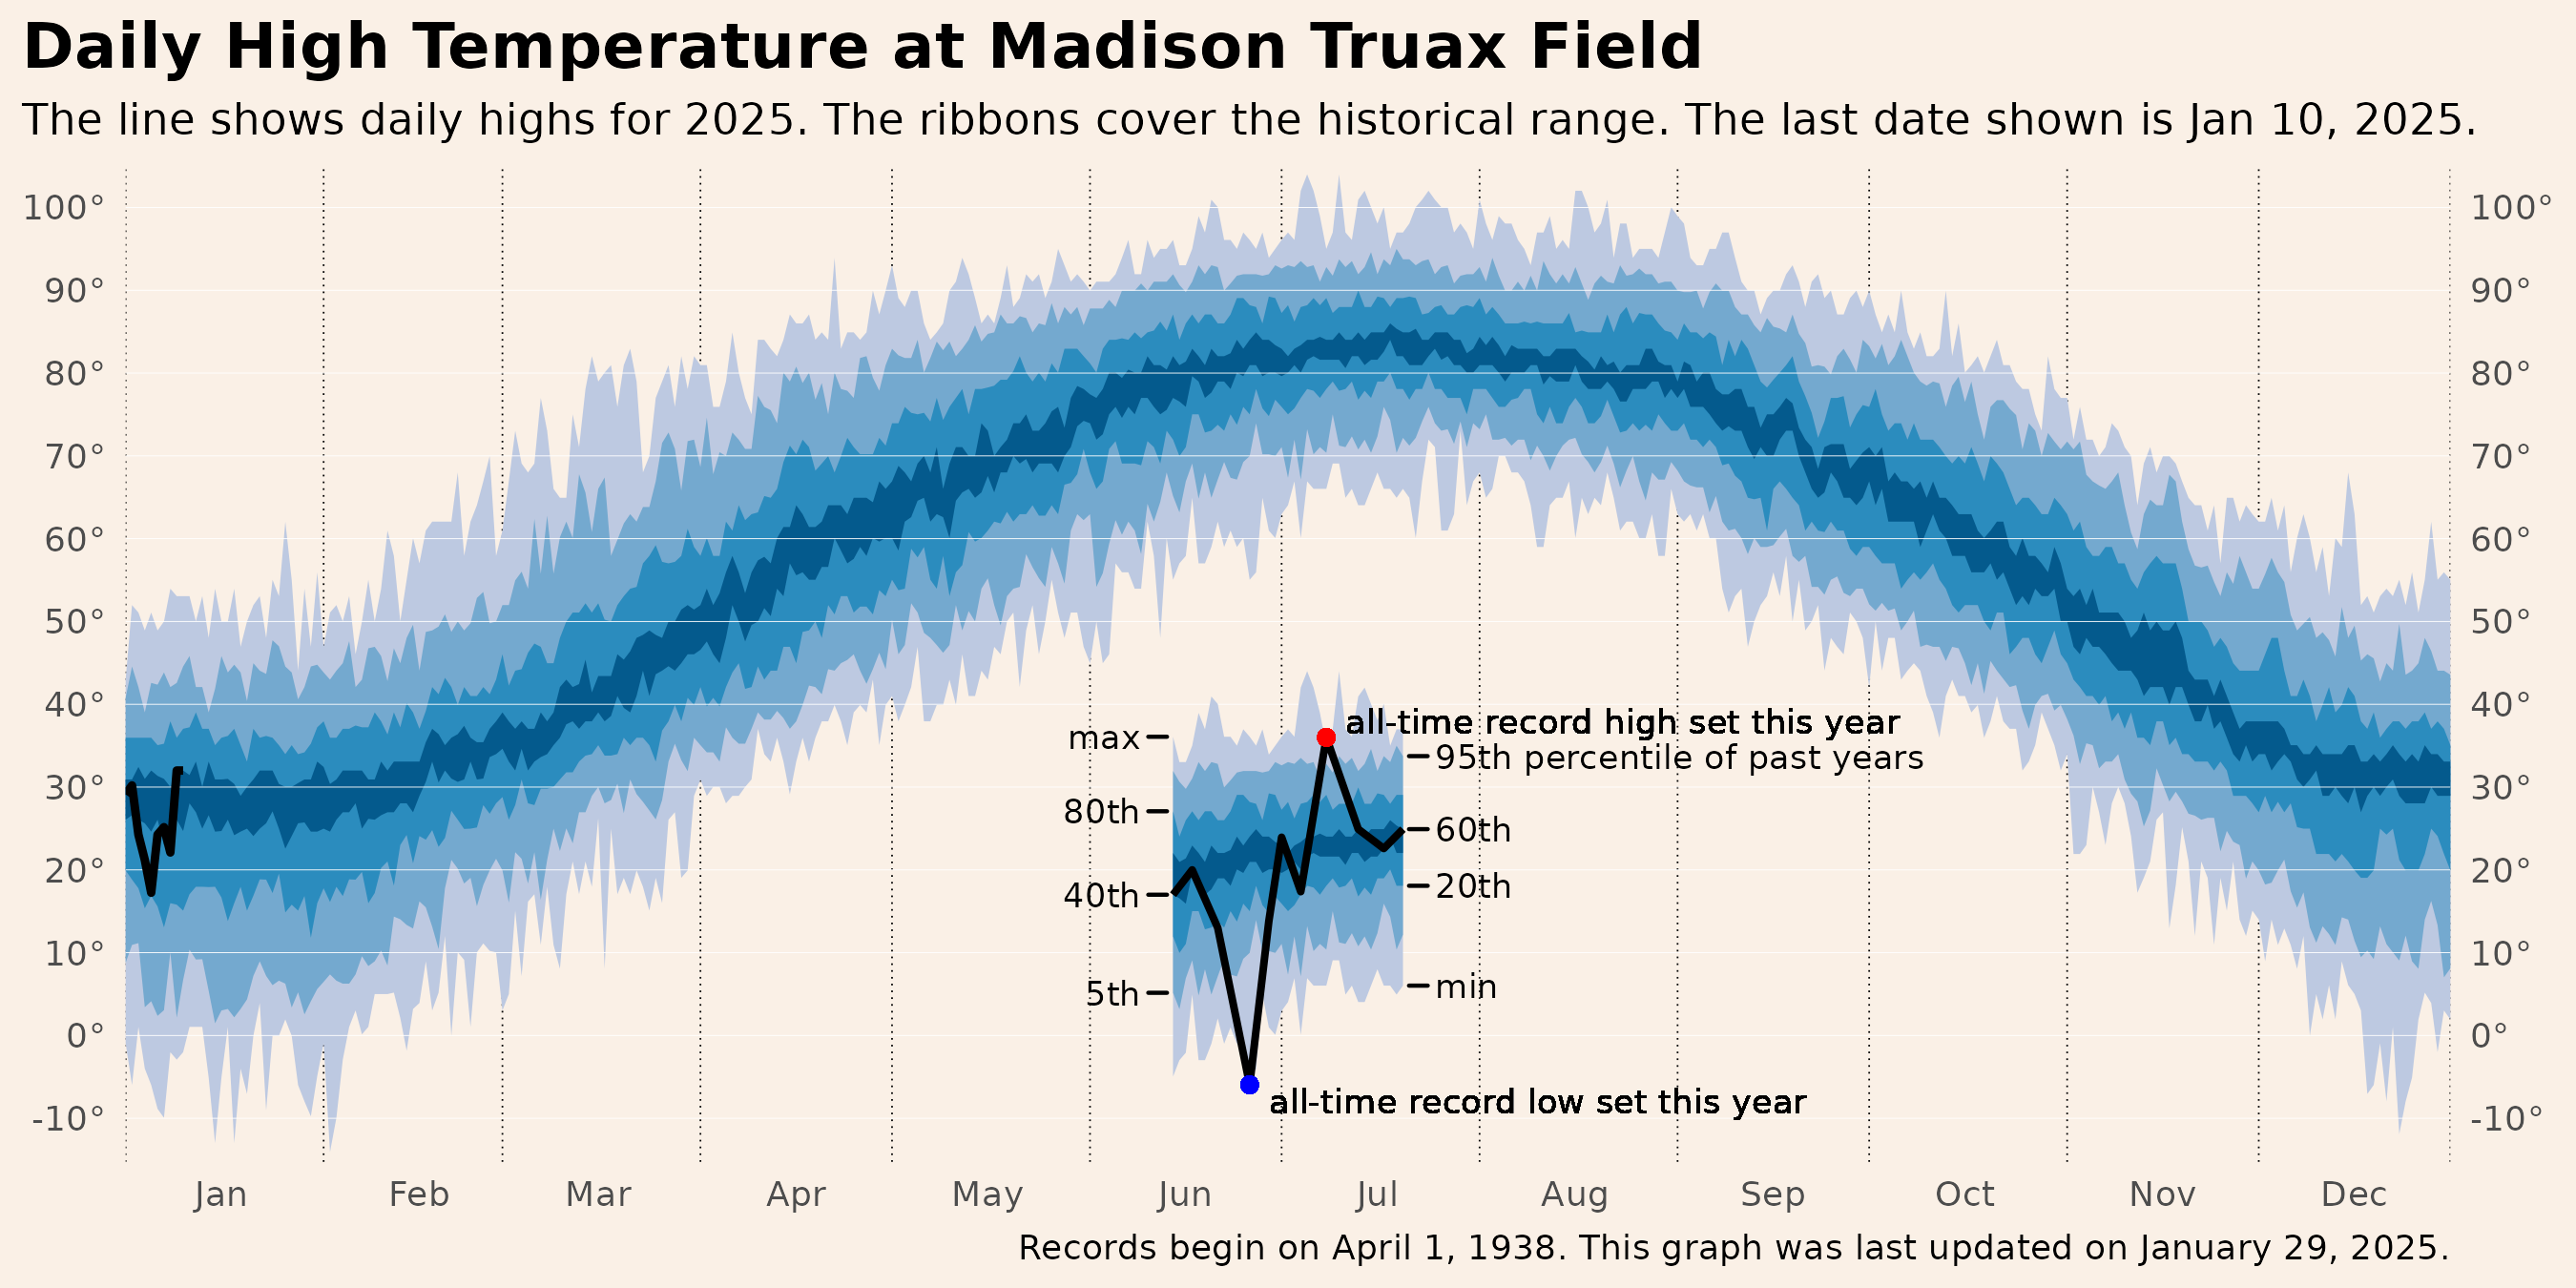 Daily High Temperature at Madison Truax Field
The line shows daily highs for 2025. The ribbons cover the historical range. The last date shown is Jan 10, 2025.
100° 100°
90° 90°
80° 80°
70° 70°
60° 60°
50° 50°
40° 40°
all-time record high set this year
max
95th percentile of past years
30° 30°
80th
60th
20° 20°
20th
40th
10° 10°
min
5th
0° 0°
all-time record low set this year
-10° -10°
Jan Feb Mar Apr May Jun Jul Aug Sep Oct Nov Dec
Records begin on April 1, 1938. This graph was last updated on January 29, 2025.